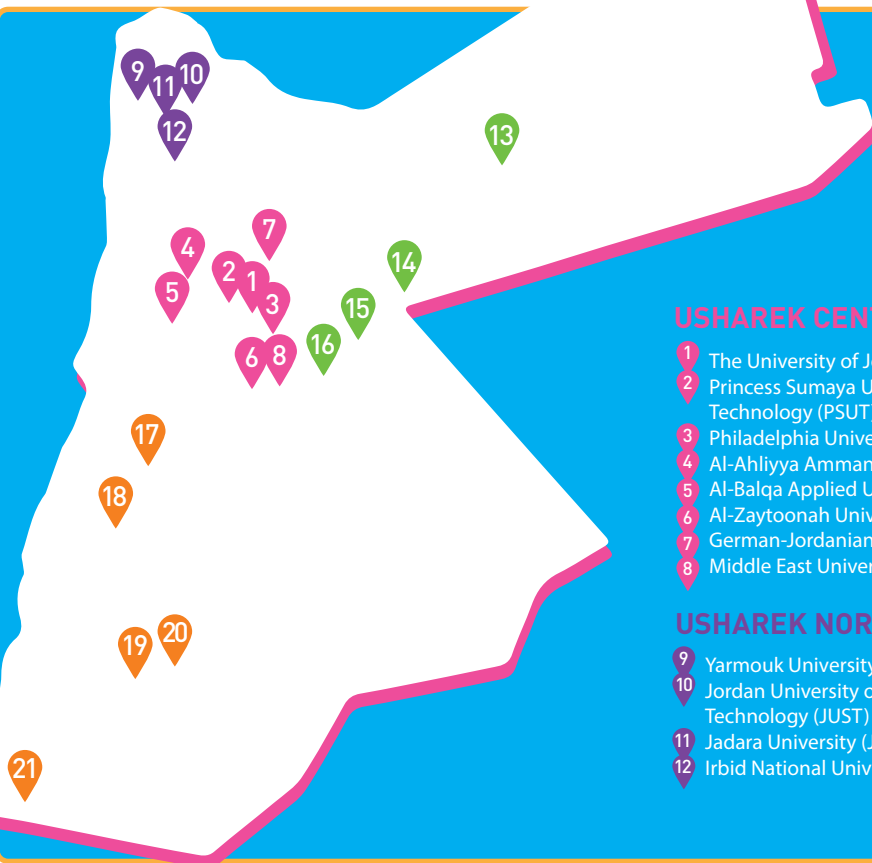 9
11
10
12
13
7
4
2
1
14
5
3
15
16
6
8
17
18
19
20
21
USHAREK CEN
1 The University of J
2 Princess Sumaya U
Technology (PSUT)
3 Philadelphia Unive
4 Al-Ahliyya Amman
5 Al-Balqa Applied U
6 Al-Zaytoonah Univ
7 German-Jordanian
8 Middle East Univer
USHAREK NOR
9 Yarmouk University
10 Jordan University o
Technology (JUST)
11 Jadara University (J
12 Irbid National Univ